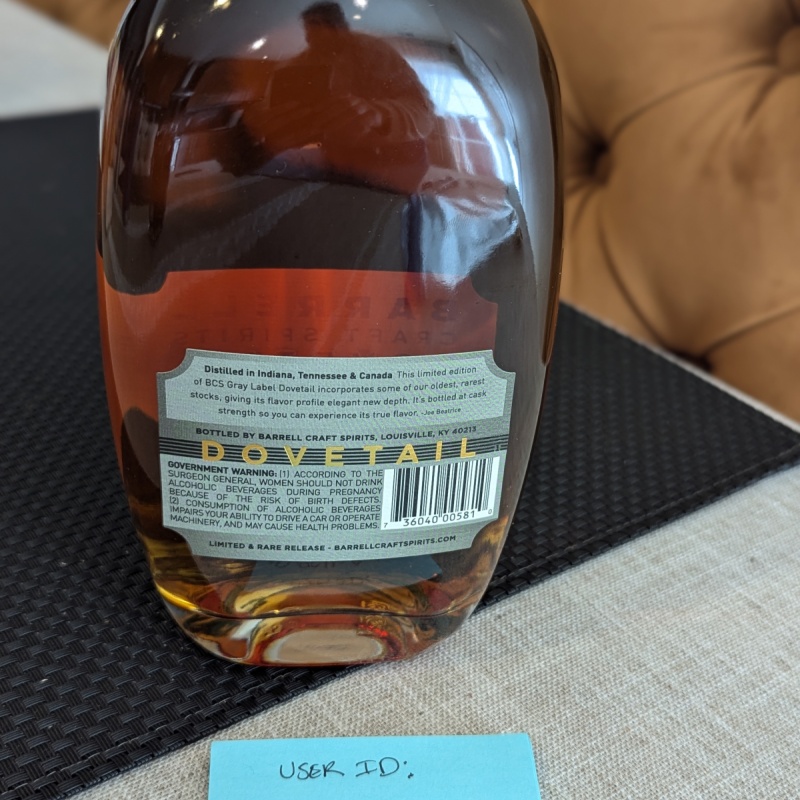 Distilled in Indiana, Tennessee & Canada This limited edition
of BCS Gray Label Dovetail incorporates some of our oldest, rarest
stocks, giving its flavor profile elegant new depth. It's bottled at cask
strength so you can experience its true flavor. -Joe Beatrice
BOTTLED BY BARRELL CRAFT SPIRITS, LOUISVILLE, KY 40213
DOVETAIL
GOVERNMENT WARNING: (1) ACCORDING TO THE
SURGEON GENERAL, WOMEN SHOULD NOT DRINK
ALCOHOLIC BEVERAGES DURING PREGNANCY
BECAUSE OF THE RISK OF BIRTH DEFECTS.
(2) CONSUMPTION OF ALCOHOLIC BEVERAGES
IMPAIRS YOUR ABILITY TO DRIVE A CAR OR OPERATE
MACHINERY, AND MAY CAUSE HEALTH PROBLEMS.
7 36040 00581 0
LIMITED & RARE RELEASE - BARRELLCRAFTSPIRITS.COM
USER ID: